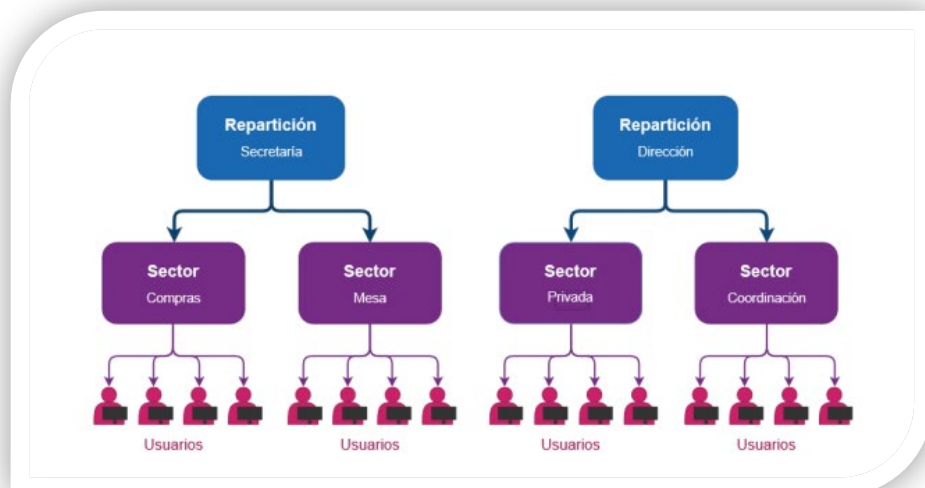 Repartición
Secretaría
Repartición
Dirección
Sector
Compras
Sector
Mesa
Sector
Privada
Sector
Coordinación
Usuarios
Usuarios
Usuarios
Usuarios